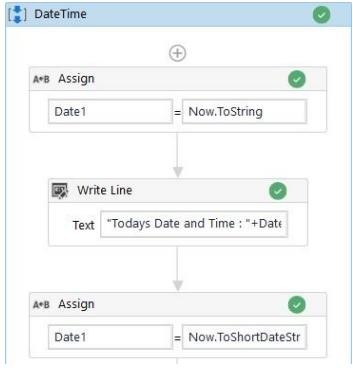 DateTime
A*B Assign
Date1 = Now.ToString
Write Line
Text "Todays Date and Time : "+Date
A*B Assign
Date1 = Now.ToShortDateStr